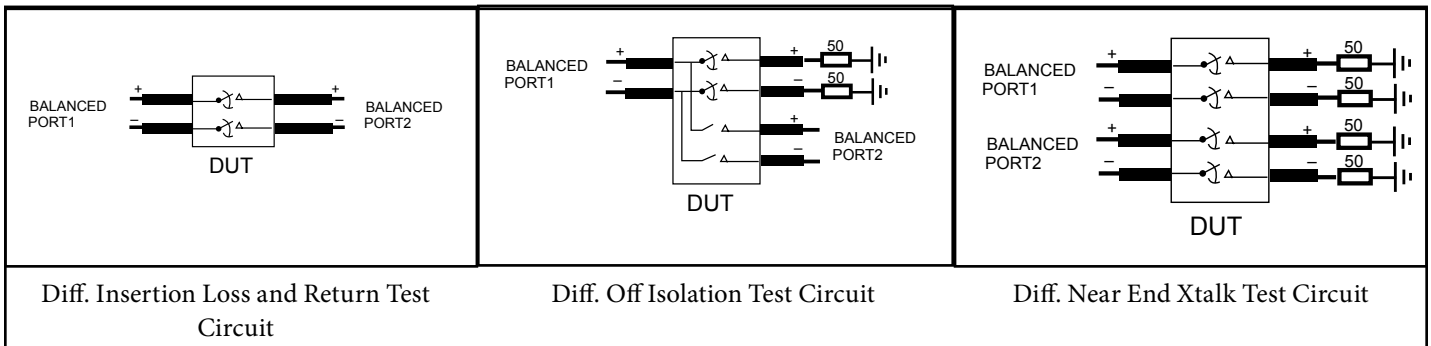 + +
BALANCED
PORT1
BALANCED
PORT2
– –
DUT
Diff. Insertion Loss and Return Test
Circuit
+ + 50
BALANCED
PORT1
– – 50
+
BALANCED
PORT2
–
DUT
Diff. Off Isolation Test Circuit
+ + 50
BALANCED
PORT1
– – 50
+ + 50
BALANCED
PORT2
– – 50
DUT
Diff. Near End Xtalk Test Circuit